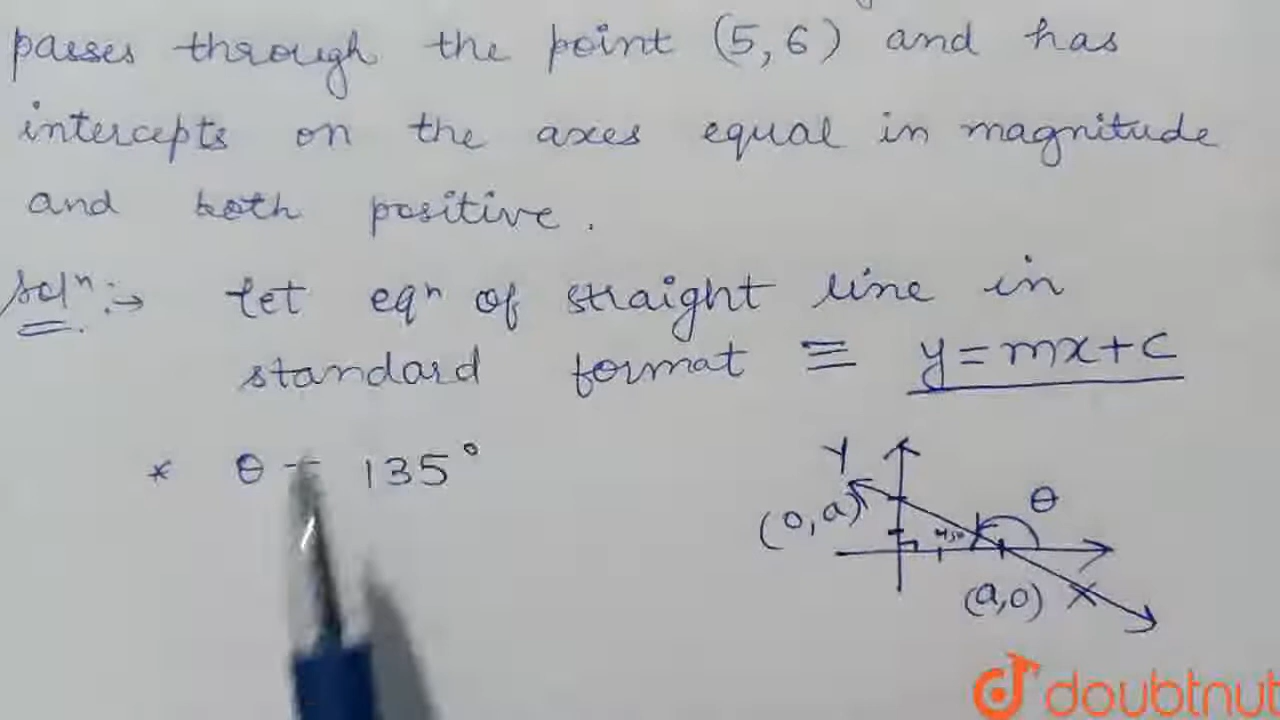 passes through the point (5,6) and has
intercepts on the axes equal in magnitude
and both positive.
Solⁿ:→ let eqⁿ of straight line in
standard format ≡ y=mx+c
* θ = 135°
Y
θ
(0,a)
45°
(a,0)
X
doubtnut